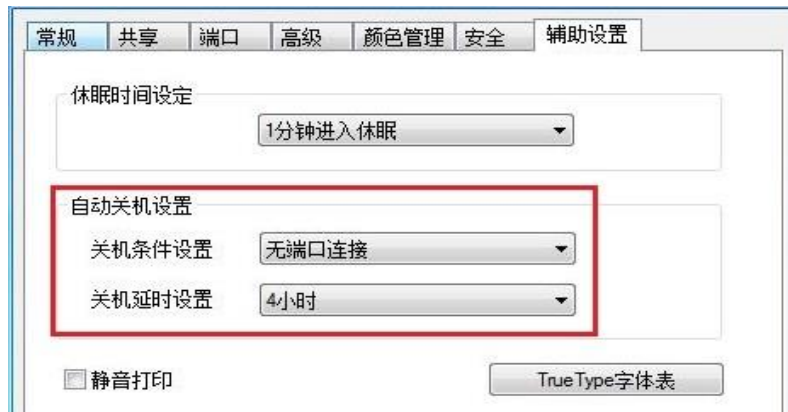 常规 共享 端口 高级 颜色管理 安全 辅助设置
休眠时间设定
1分钟进入休眠
自动关机设置
关机条件设置 无端口连接
关机延时设置 4小时
静音打印 TrueType字体表